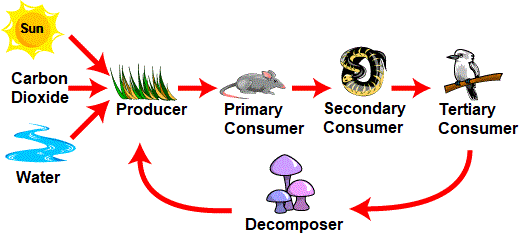 Sun
Carbon
Dioxide
Water
Producer
Primary
Consumer
Secondary
Consumer
Tertiary
Consumer
Decomposer